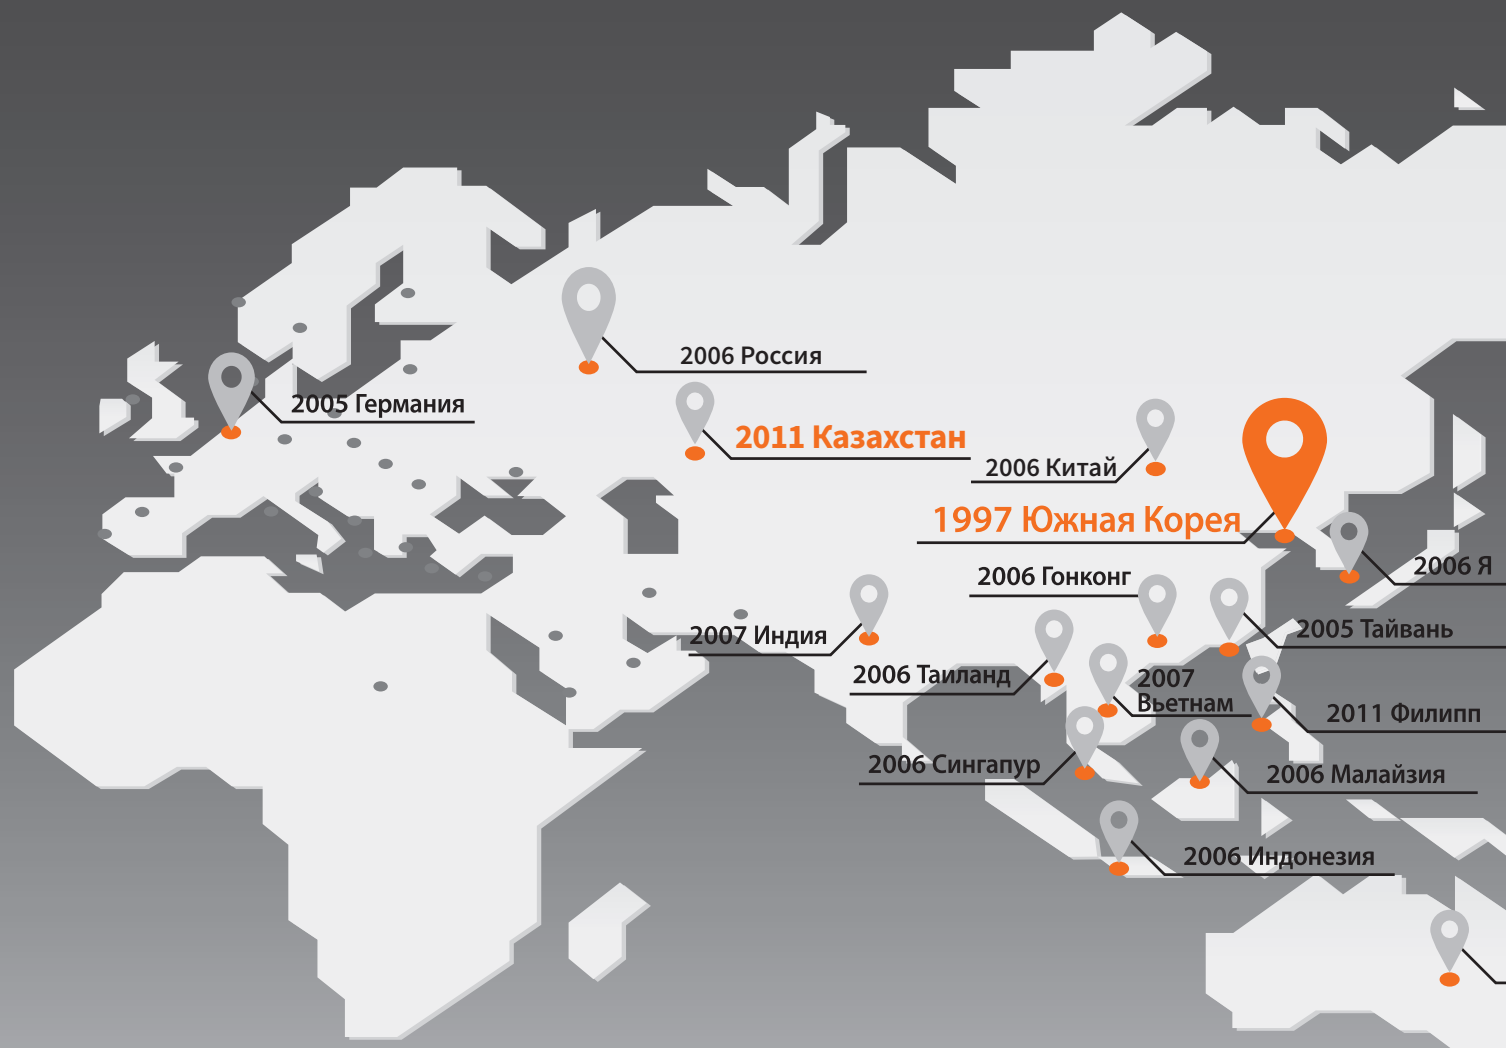 2006 Россия
2005 Германия
2011 Казахстан
2006 Китай
1997 Южная Корея
2006 Я
2006 Гонконг
2007 Индия
2005 Тайвань
2006 Таиланд
2007
Вьетнам
2011 Филипп
2006 Сингапур
2006 Малайзия
2006 Индонезия